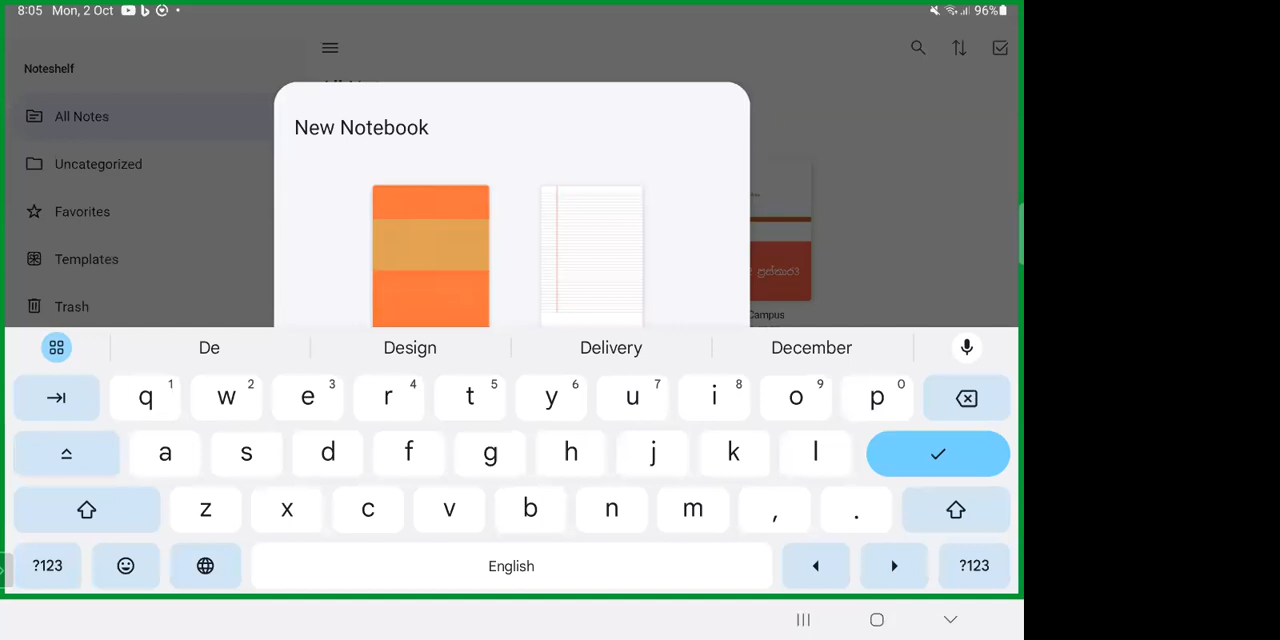 8:05 Mon, 2 Oct
96%
Noteshelf
All Notes
Uncategorized
Favorites
Templates
Trash
New Notebook
Campus
De Design Delivery December
q 1 w 2 e 3 r 4 t 5 y 6 u 7 i 8 o 9 p 0
a s d f g h j k l
z x c v b n m , .
?123 English ?123